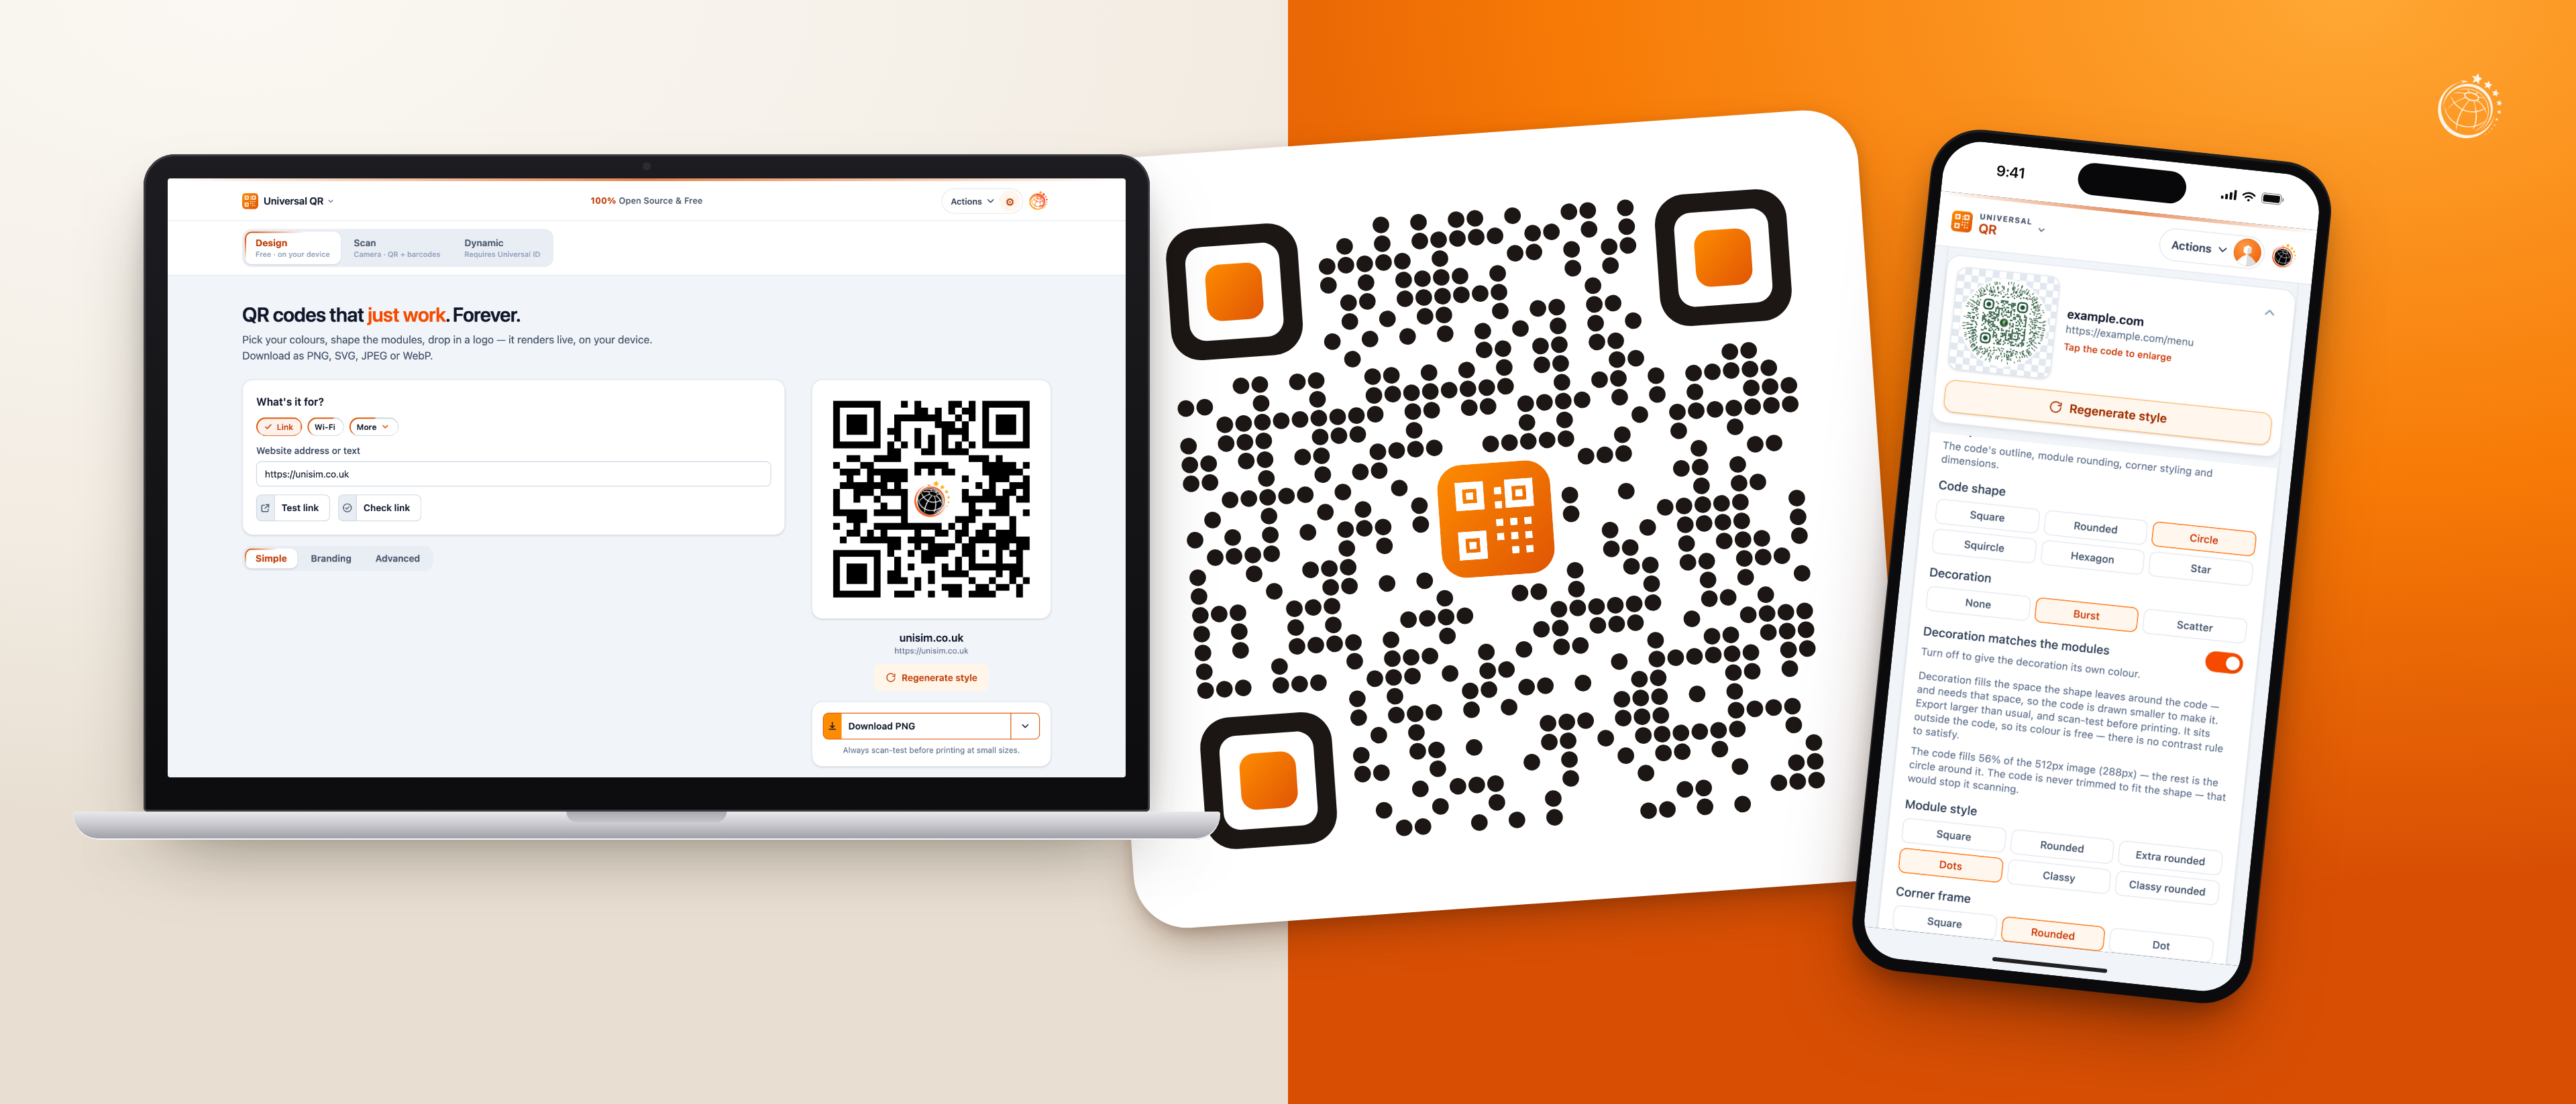 Universal QR
100% Open Source & Free
Actions
Design
Free · on your device
Scan
Camera · QR + barcodes
Dynamic
Requires Universal ID
QR codes that just work. Forever.
Pick your colours, shape the modules, drop in a logo — it renders live, on your device.
Download as PNG, SVG, JPEG or WebP.
What's it for?
Link
Wi-Fi
More
Website address or text
https://unisim.co.uk
Test link
Check link
Simple
Branding
Advanced
unisim.co.uk
https://unisim.co.uk
Regenerate style
Download PNG
Always scan-test before printing at small sizes.
9:41
UNIVERSAL
QR
Actions
example.com
https://example.com/menu
Tap the code to enlarge
Regenerate style
The code's outline, module rounding, corner styling and
dimensions.
Code shape
Square
Rounded
Circle
Squircle
Hexagon
Star
Decoration
None
Burst
Scatter
Decoration matches the modules
Turn off to give the decoration its own colour.
Decoration fills the space the shape leaves around the code —
and needs that space, so the code is drawn smaller to make it.
Export larger than usual, and scan-test before printing. It sits
outside the code, so its colour is free — there is no contrast rule
to satisfy.
The code fills 56% of the 512px image (288px) — the rest is the
circle around it. The code is never trimmed to fit the shape — that
would stop it scanning.
Module style
Square
Rounded
Extra rounded
Dots
Classy
Classy rounded
Corner frame
Square
Rounded
Dot